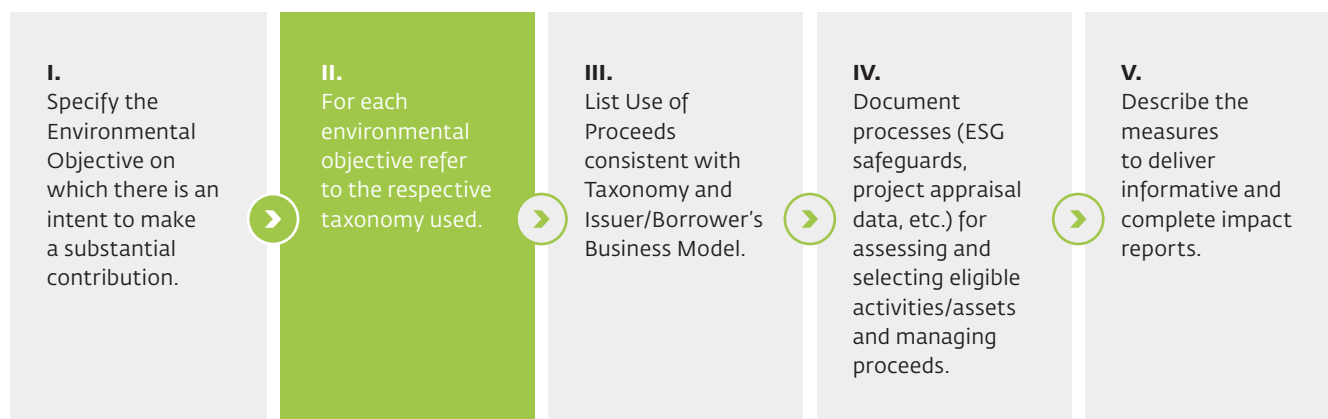 I.
Specify the
Environmental
Objective on
which there is an
intent to make
a substantial
contribution.
II.
For each
environmental
objective refer
to the respective
taxonomy used.
III.
List Use of
Proceeds
consistent with
Taxonomy and
Issuer/Borrower’s
Business Model.
IV.
Document
processes (ESG
safeguards,
project appraisal
data, etc.) for
assessing and
selecting eligible
activities/assets
and managing
proceeds.
V.
Describe the
measures
to deliver
informative and
complete impact
reports.